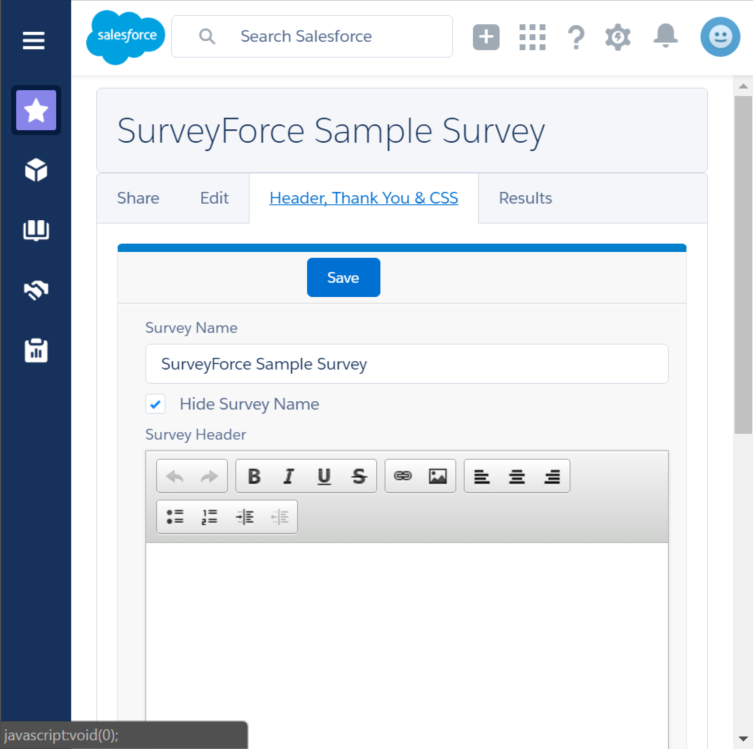 salesforce
Search Salesforce
SurveyForce Sample Survey
Share Edit Header, Thank You & CSS Results
Save
Survey Name
SurveyForce Sample Survey
Hide Survey Name
Survey Header
B I U S
javascript:void(0);